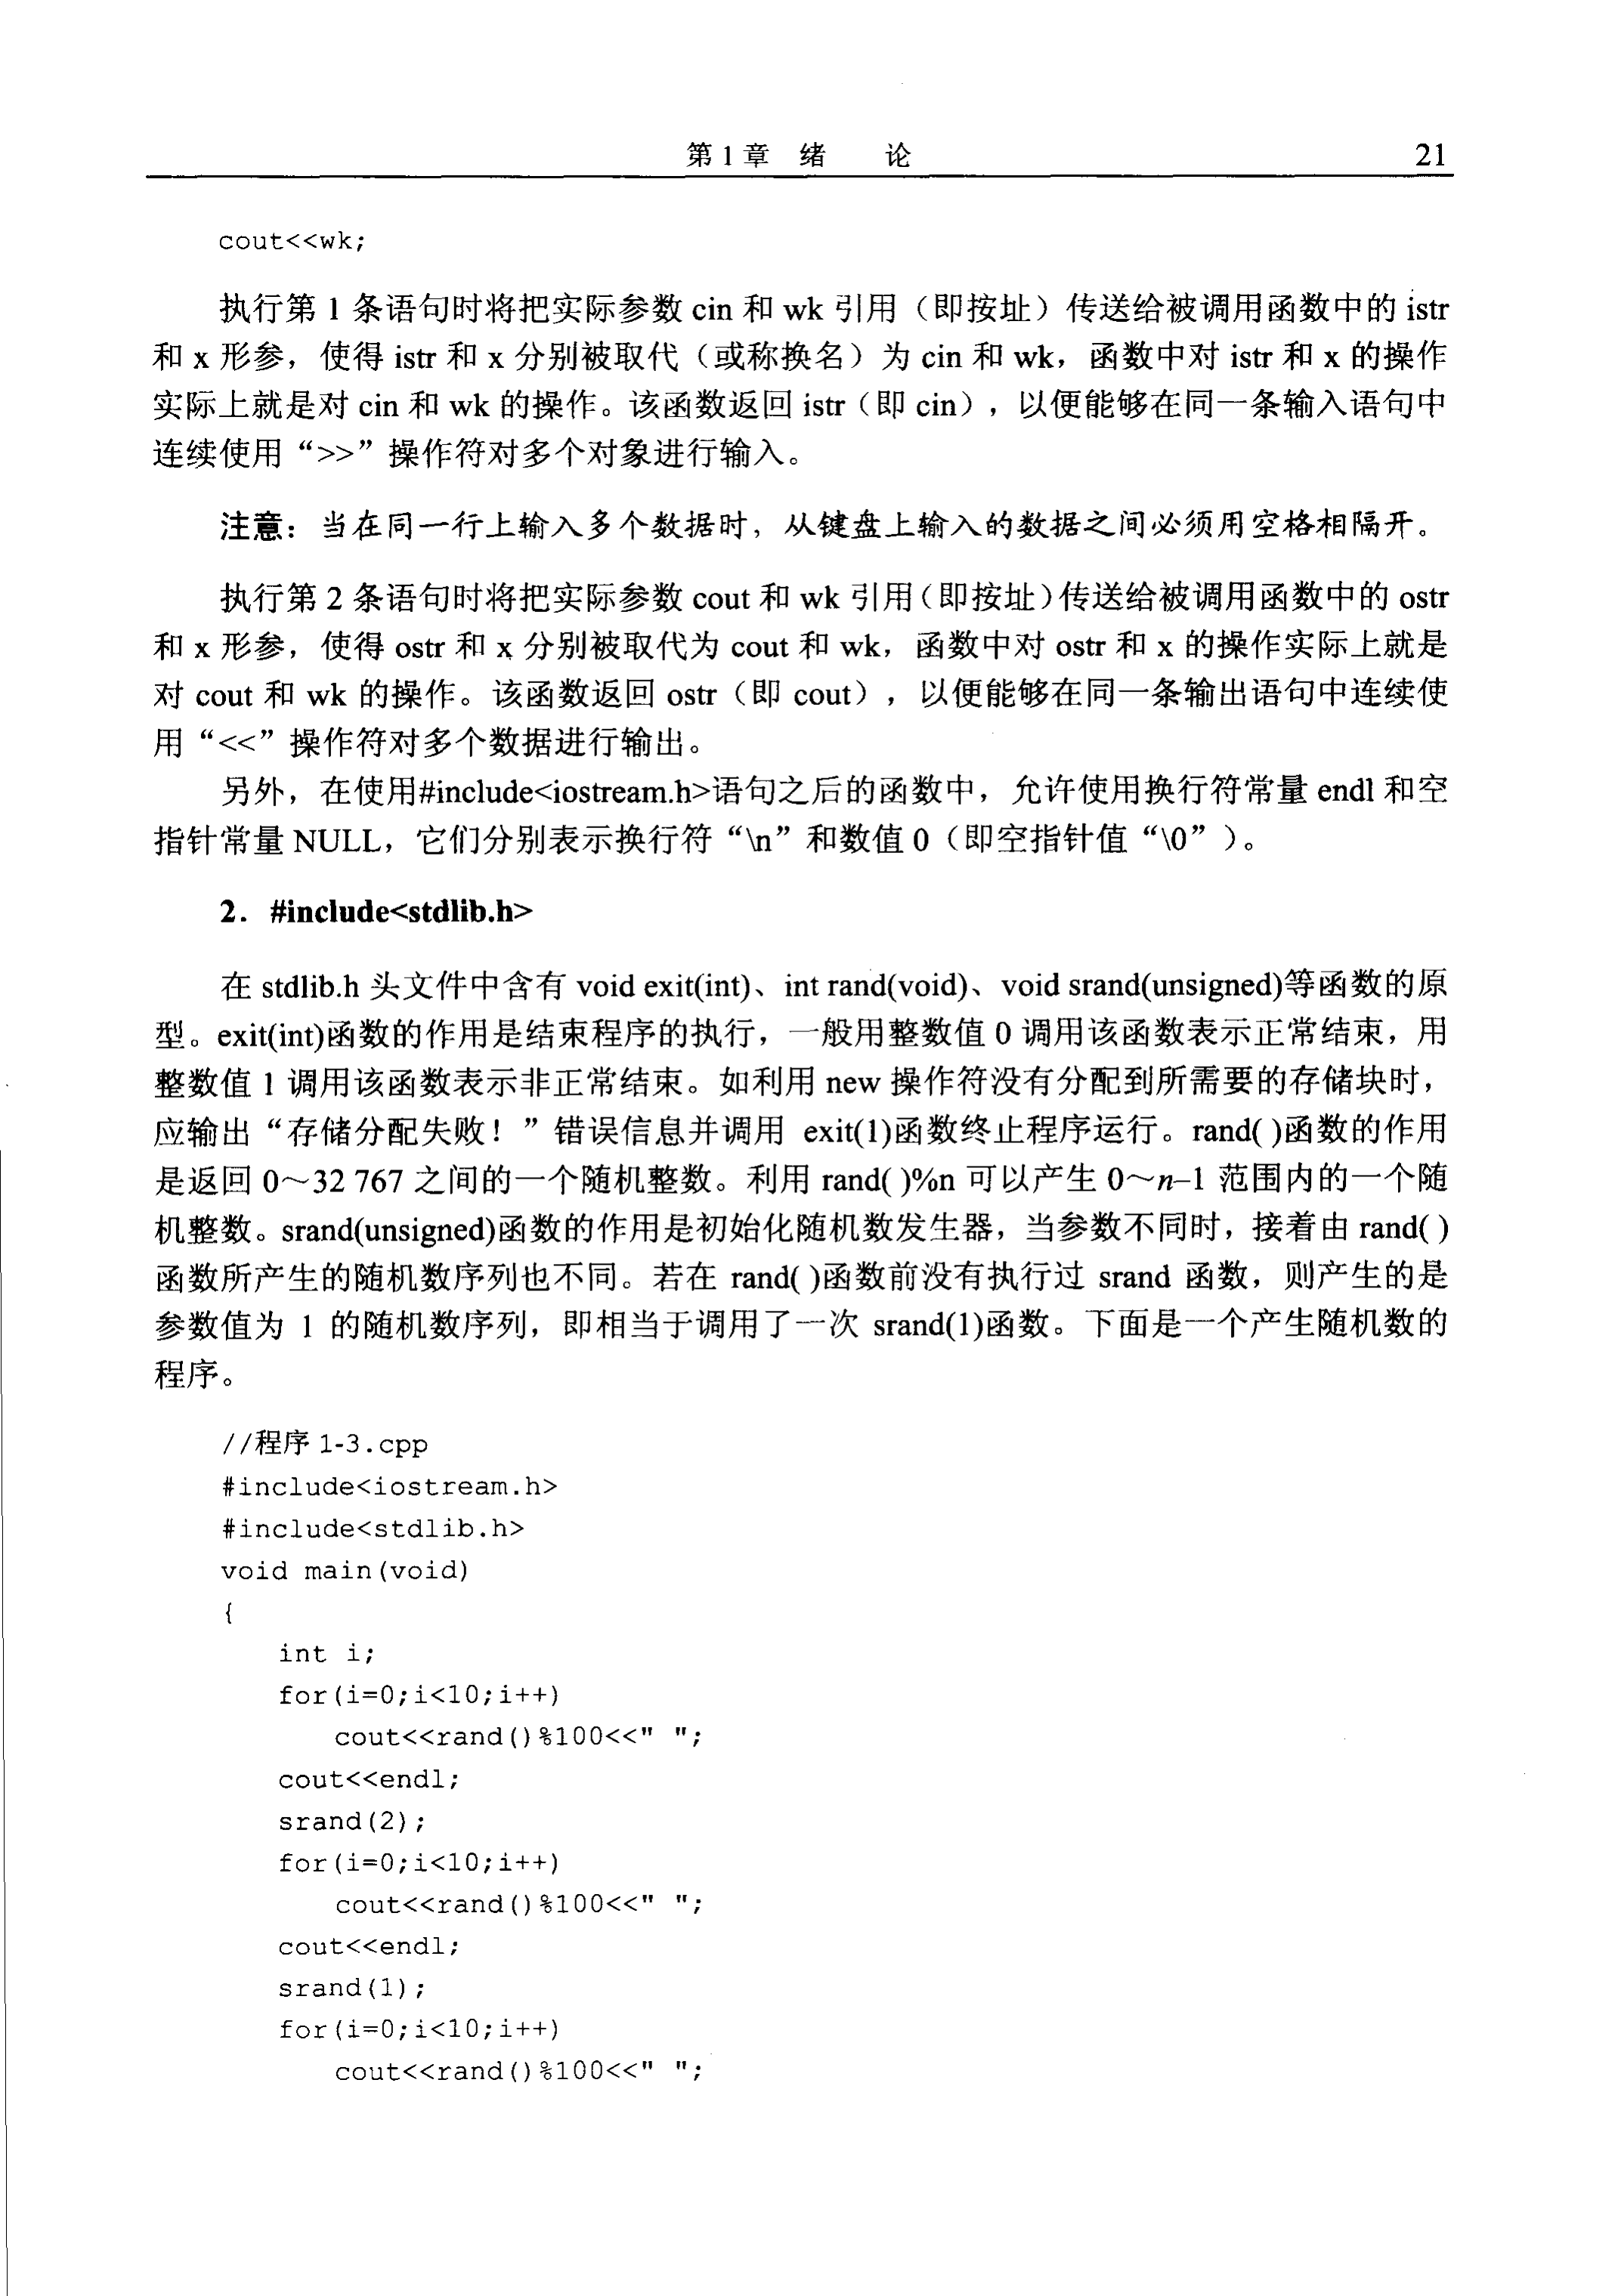 第 1 章 绪 论 21
cout<<wk;
执行第 1 条语句时将把实际参数 cin 和 wk 引用（即按址）传送给被调用函数中的 istr
和 x 形参，使得 istr 和 x 分别被取代（或称换名）为 cin 和 wk，函数中对 istr 和 x 的操作
实际上就是对 cin 和 wk 的操作。该函数返回 istr（即 cin），以便能够在同一条输入语句中
连续使用“>>”操作符对多个对象进行输入。
注意：当在同一行上输入多个数据时，从键盘上输入的数据之间必须用空格相隔开。
执行第 2 条语句时将把实际参数 cout 和 wk 引用（即按址）传送给被调用函数中的 ostr
和 x 形参，使得 ostr 和 x 分别被取代为 cout 和 wk，函数中对 ostr 和 x 的操作实际上就是
对 cout 和 wk 的操作。该函数返回 ostr（即 cout），以便能够在同一条输出语句中连续使
用“<<”操作符对多个数据进行输出。
另外，在使用#include<iostream.h>语句之后的函数中，允许使用换行符常量 endl 和空
指针常量 NULL，它们分别表示换行符“\n”和数值 0（即空指针值“\0”）。
2．#include<stdlib.h>
在 stdlib.h 头文件中含有 void exit(int)、int rand(void)、void srand(unsigned)等函数的原
型。exit(int)函数的作用是结束程序的执行，一般用整数值 0 调用该函数表示正常结束，用
整数值 1 调用该函数表示非正常结束。如利用 new 操作符没有分配到所需要的存储块时，
应输出“存储分配失败！”错误信息并调用 exit(1)函数终止程序运行。rand( )函数的作用
是返回 0～32 767 之间的一个随机整数。利用 rand( )%n 可以产生 0～n–1 范围内的一个随
机整数。srand(unsigned)函数的作用是初始化随机数发生器，当参数不同时，接着由 rand( )
函数所产生的随机数序列也不同。若在 rand( )函数前没有执行过 srand 函数，则产生的是
参数值为 1 的随机数序列，即相当于调用了一次 srand(1)函数。下面是一个产生随机数的
程序。
//程序 1-3.cpp
#include<iostream.h>
#include<stdlib.h>
void main(void)
{
int i;
for(i=0;i<10;i++)
cout<<rand()%100<<" ";
cout<<endl;
srand(2);
for(i=0;i<10;i++)
cout<<rand()%100<<" ";
cout<<endl;
srand(1);
for(i=0;i<10;i++)
cout<<rand()%100<<" ";